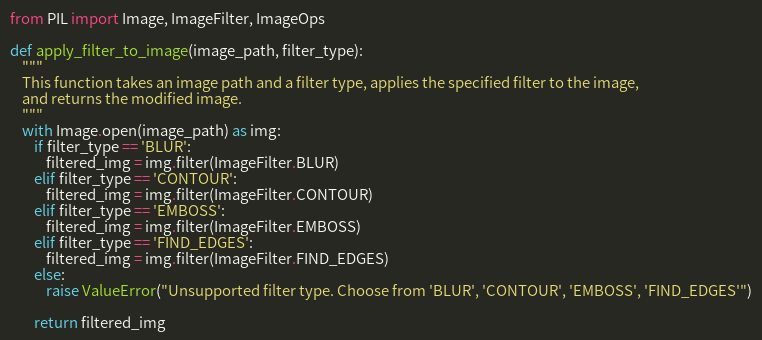 from PIL import Image, ImageFilter, ImageOps

def apply_filter_to_image(image_path, filter_type):
    """
    This function takes an image path and a filter type, applies the specified filter to the image,
    and returns the modified image.
    """
    with Image.open(image_path) as img:
        if filter_type == 'BLUR':
            filtered_img = img.filter(ImageFilter.BLUR)
        elif filter_type == 'CONTOUR':
            filtered_img = img.filter(ImageFilter.CONTOUR)
        elif filter_type == 'EMBOSS':
            filtered_img = img.filter(ImageFilter.EMBOSS)
        elif filter_type == 'FIND_EDGES':
            filtered_img = img.filter(ImageFilter.FIND_EDGES)
        else:
            raise ValueError("Unsupported filter type. Choose from 'BLUR', 'CONTOUR', 'EMBOSS', 'FIND_EDGES'")

        return filtered_img